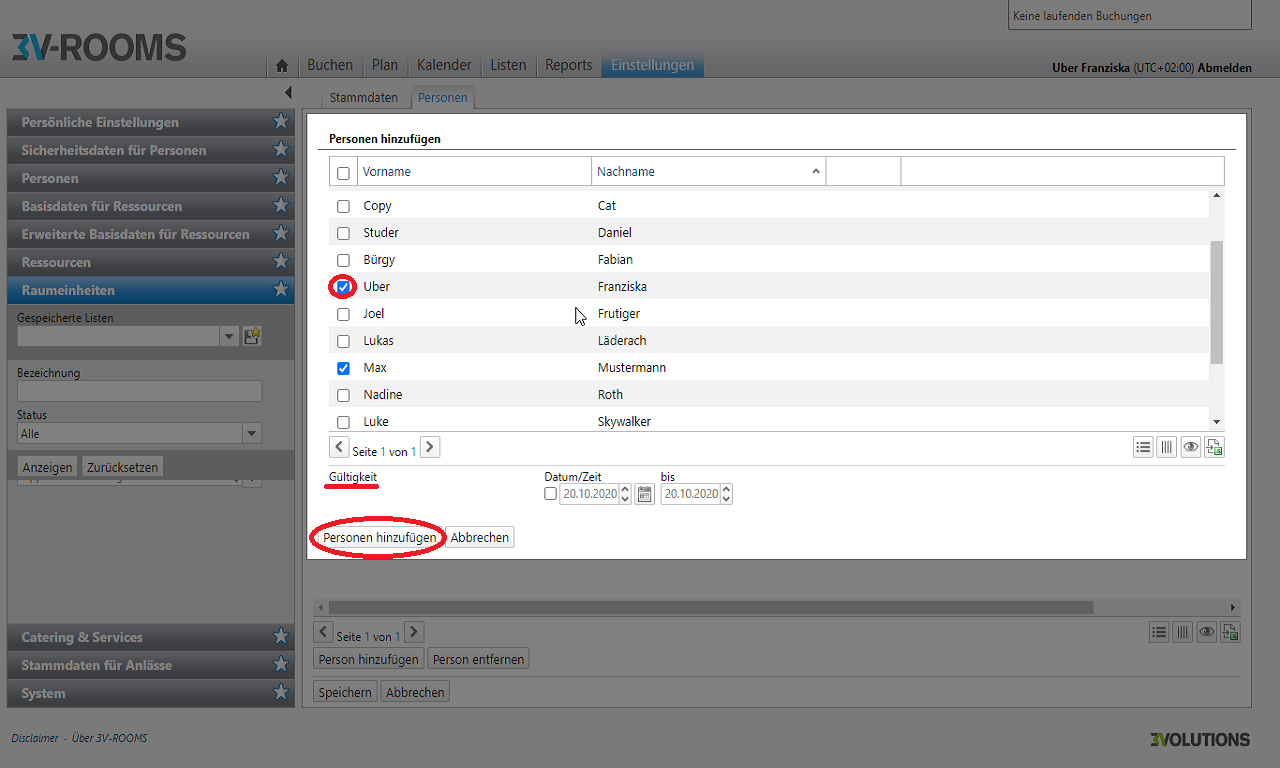 Keine laufenden Buchungen
3V-ROOMS
Buchen Plan Kalender Listen Reports Einstellungen
Uber Franziska (UTC+02:00) Abmelden
Stammdaten Personen
Persönliche Einstellungen
Sicherheitsdaten für Personen
Personen
Basisdaten für Ressourcen
Erweiterte Basisdaten für Ressourcen
Ressourcen
Raumeinheiten
Gespeicherte Listen
Bezeichnung
Status
Alle
Anzeigen Zurücksetzen
Catering & Services
Stammdaten für Anlässe
System
Personen hinzufügen
Vorname Nachname
Copy Cat
Studer Daniel
Bürgy Fabian
Uber Franziska
Joel Frutiger
Lukas Läderach
Max Mustermann
Nadine Roth
Luke Skywalker
Seite 1 von 1
Gültigkeit Datum/Zeit bis
20.10.2020 20.10.2020
Personen hinzufügen Abbrechen
Seite 1 von 1
Person hinzufügen Person entfernen
Speichern Abbrechen
Disclaimer - Über 3V-ROOMS
3VOLUTIONS